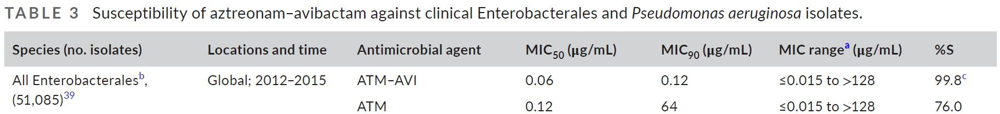 TABLE 3 Susceptibility of aztreonam–avibactam against clinical Enterobacterales and Pseudomonas aeruginosa isolates.
Species (no. isolates) Locations and time Antimicrobial agent MIC50 (μg/mL) MIC90 (μg/mL) MIC rangea (μg/mL) %S
All Enterobacteralesb, Global; 2012–2015 ATM–AVI 0.06 0.12 ≤0.015 to >128 99.8c
(51,085)39
ATM 0.12 64 ≤0.015 to >128 76.0